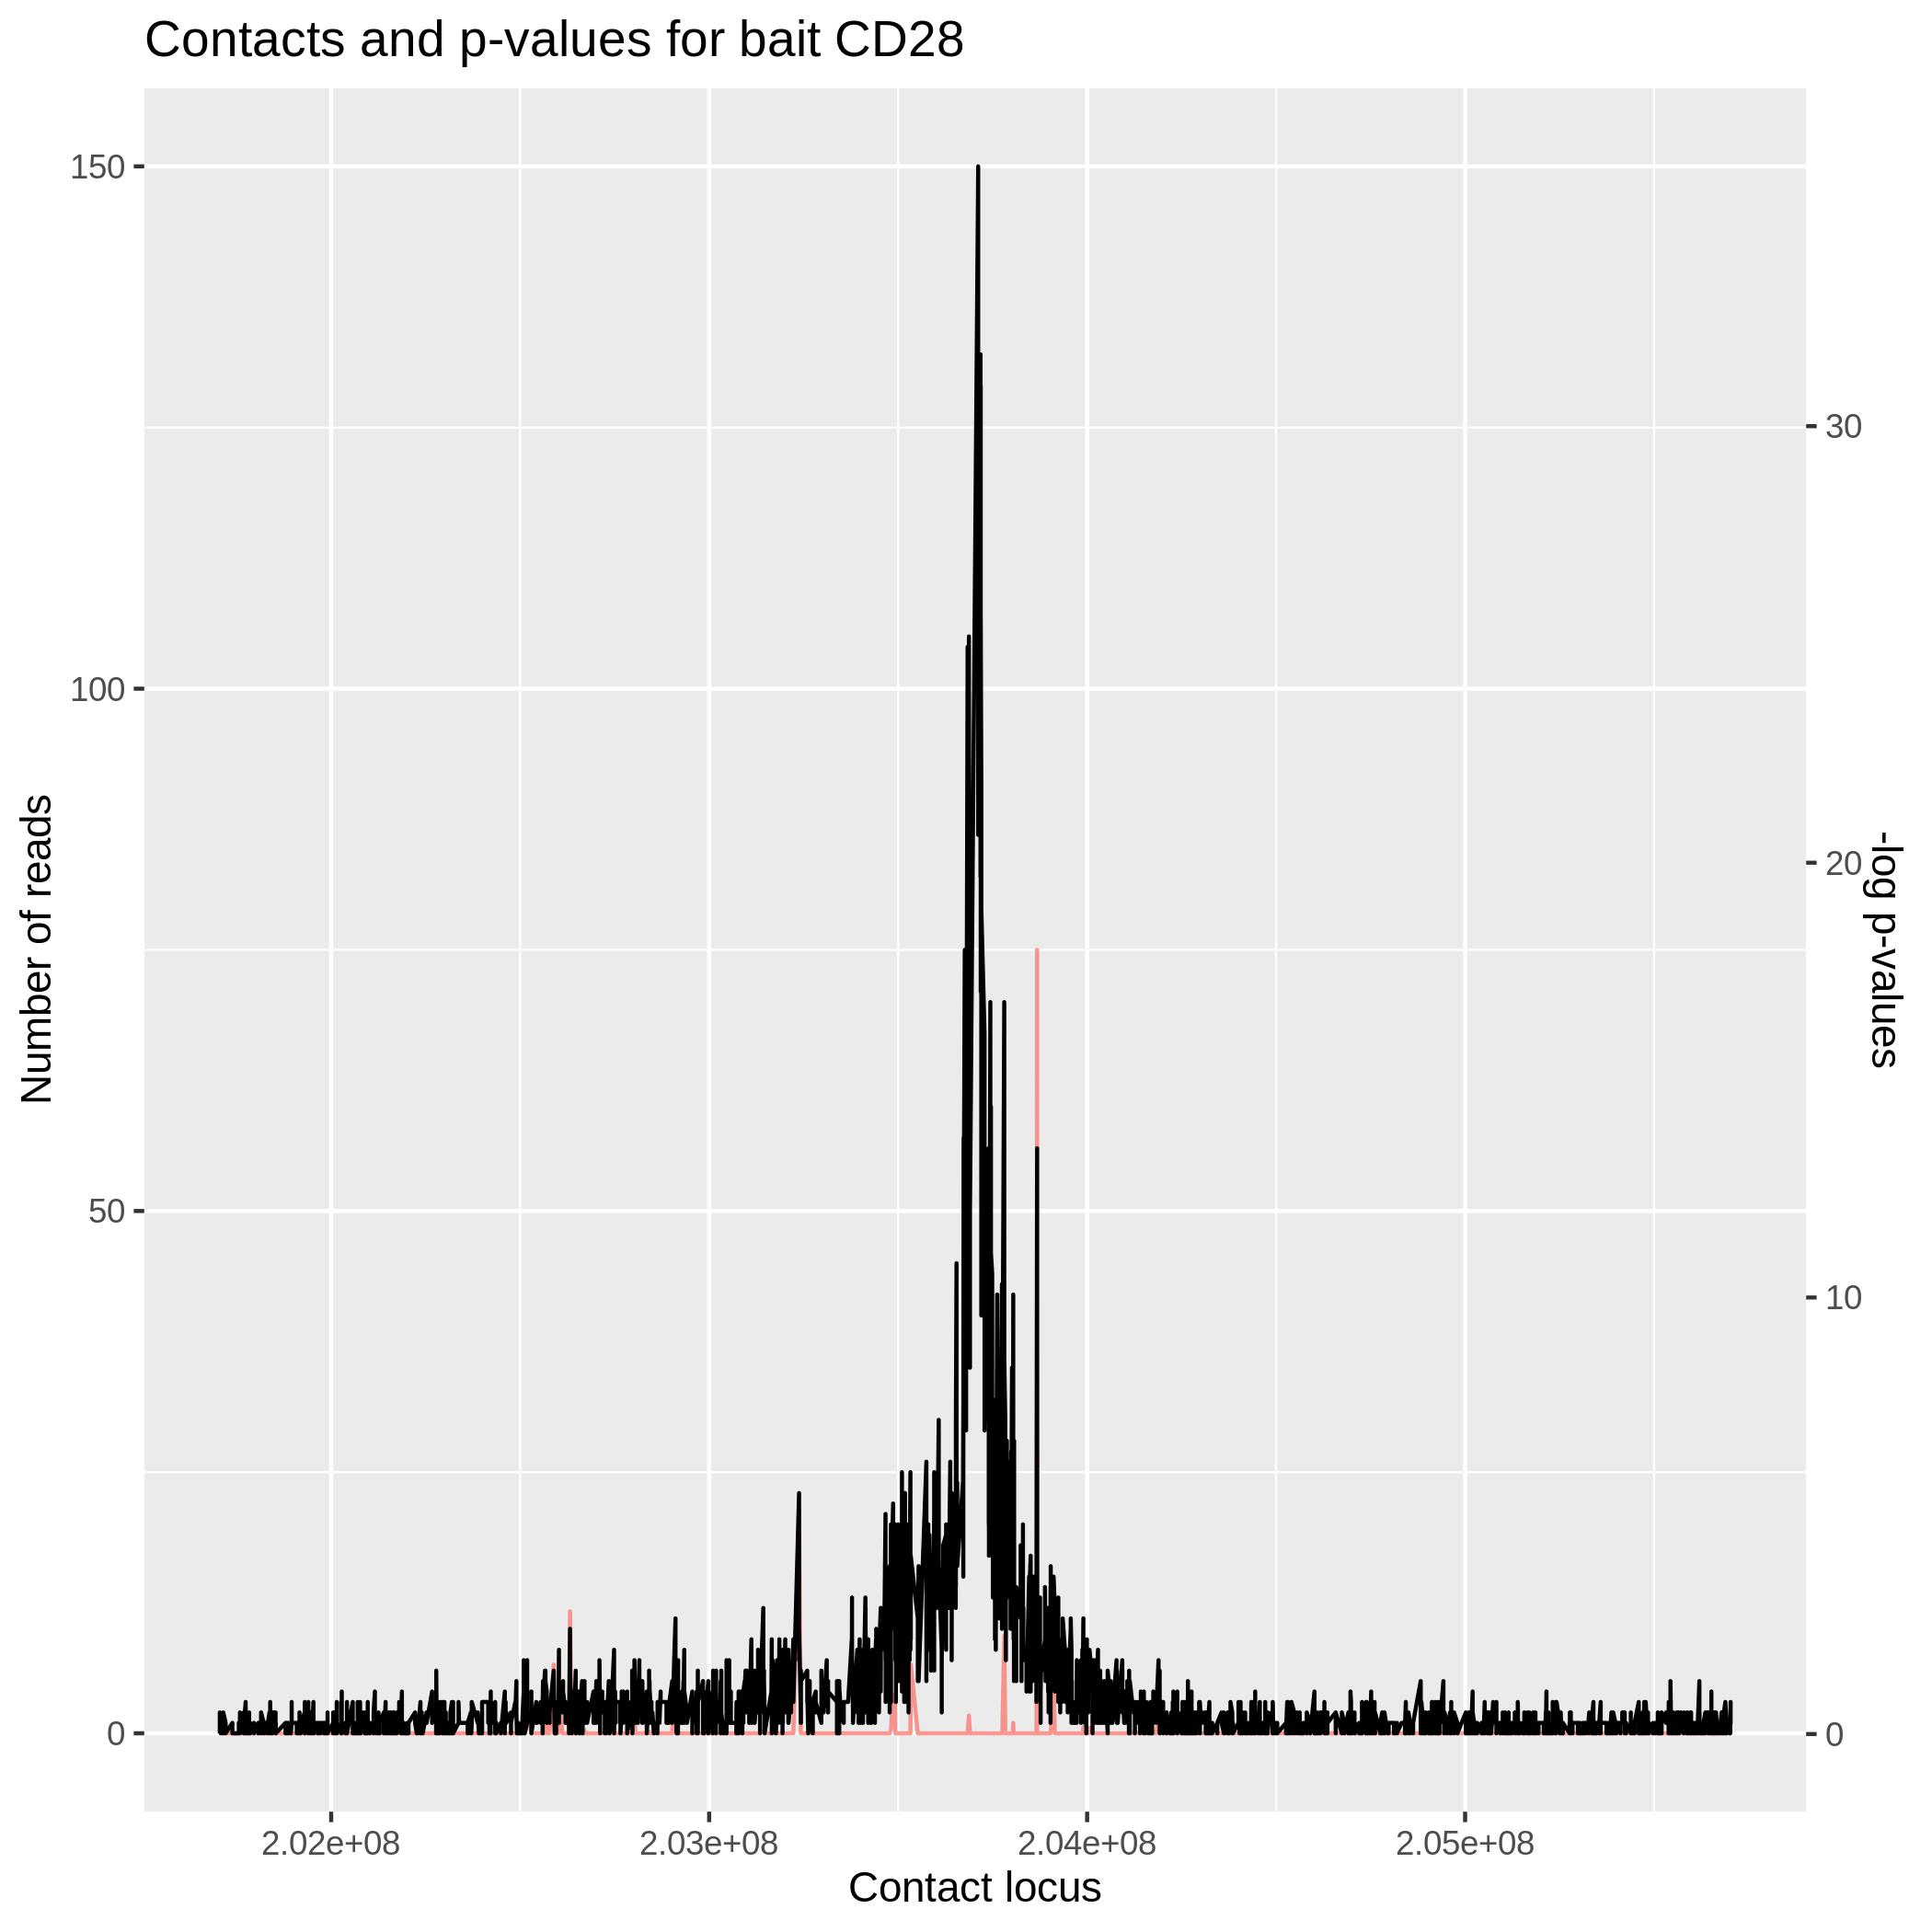 Contacts and p-values for bait CD28
150
100
50
0
Number of reads
30
20
10
0
-log p-values
2.02e+08
2.03e+08
2.04e+08
2.05e+08
Contact locus